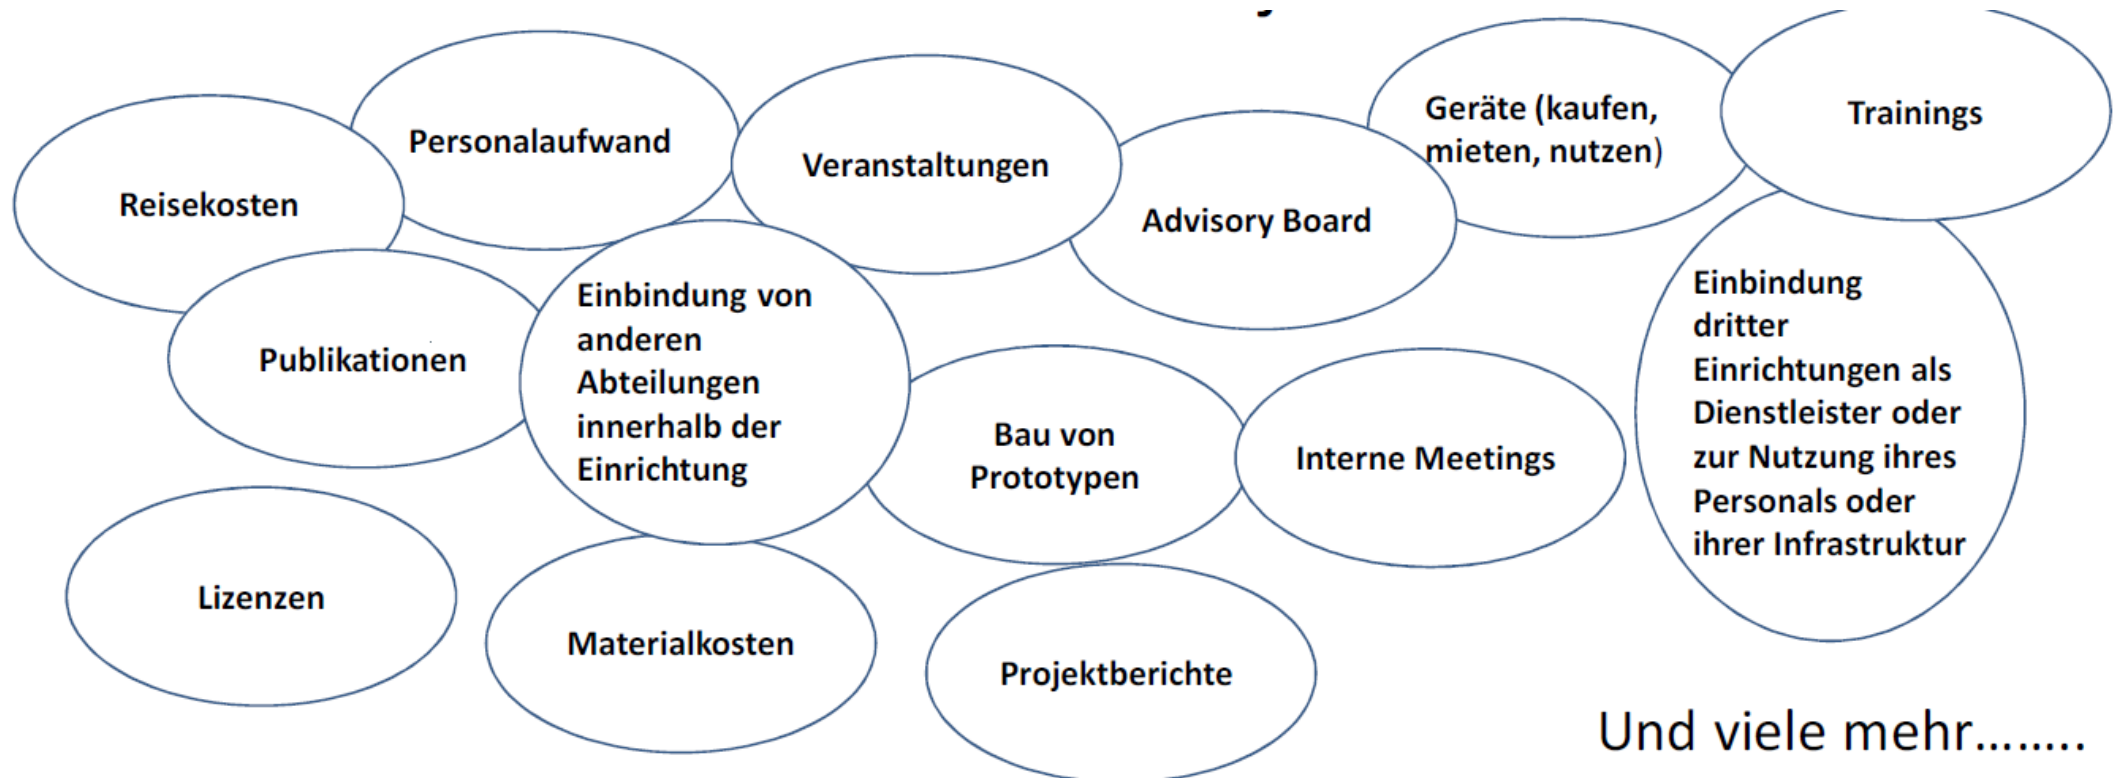 Geräte (kaufen,
mieten, nutzen)
Trainings
Personalaufwand
Veranstaltungen
Reisekosten
Advisory Board
Einbindung von
anderen
Abteilungen
innerhalb der
Einrichtung
Einbindung
dritter
Einrichtungen als
Dienstleister oder
zur Nutzung ihres
Personals oder
ihrer Infrastruktur
Publikationen
Bau von
Prototypen
Interne Meetings
Lizenzen
Materialkosten
Projektberichte
Und viele mehr........